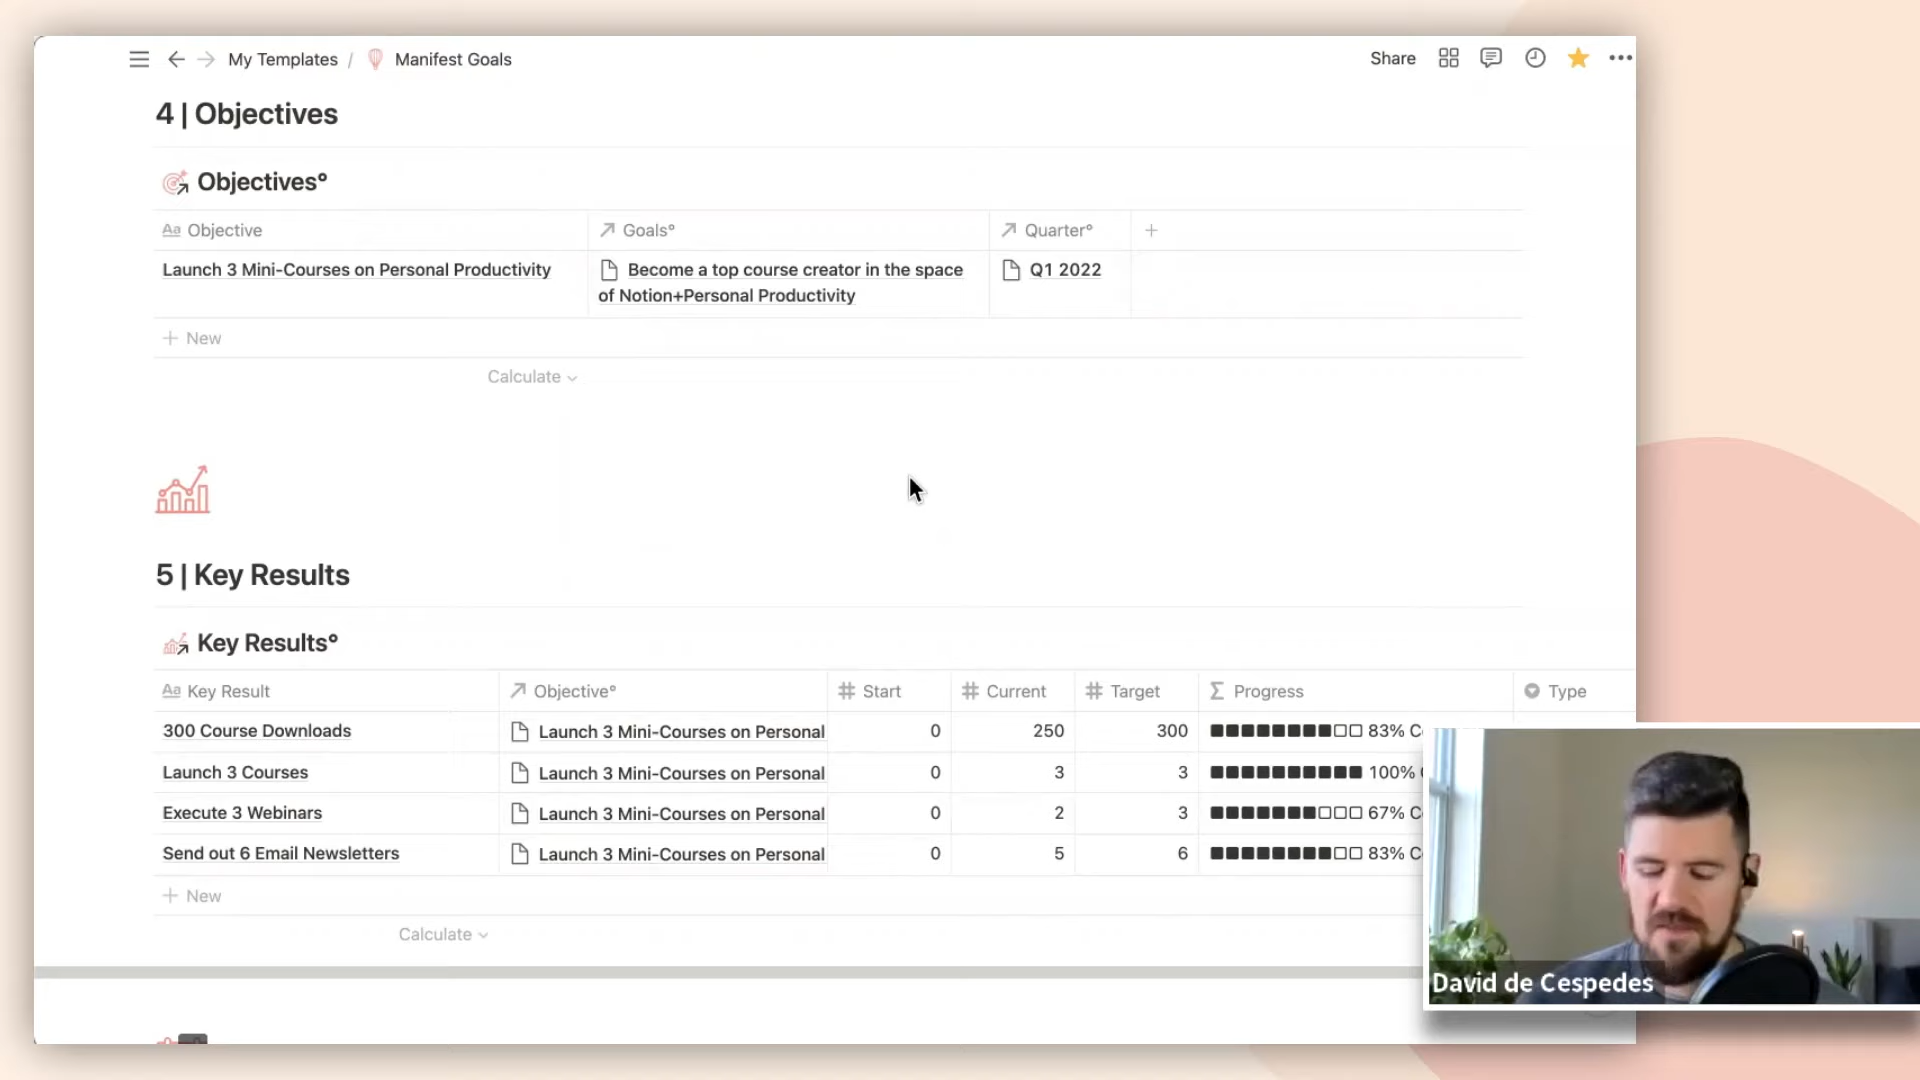 My Templates / Manifest Goals
Share
4 | Objectives
Objectives°
Aa Objective
Goals°
Quarter°
Launch 3 Mini-Courses on Personal Productivity
Become a top course creator in the space
of Notion+Personal Productivity
Q1 2022
+ New
Calculate
5 | Key Results
Key Results°
Aa Key Result
Objective°
# Start
# Current
# Target
Σ Progress
Type
300 Course Downloads
Launch 3 Mini-Courses on Personal
0
250
300
83% C
Launch 3 Courses
Launch 3 Mini-Courses on Personal
0
3
3
100%
Execute 3 Webinars
Launch 3 Mini-Courses on Personal
0
2
3
67% C
Send out 6 Email Newsletters
Launch 3 Mini-Courses on Personal
0
5
6
83% C
+ New
Calculate
David de Cespedes